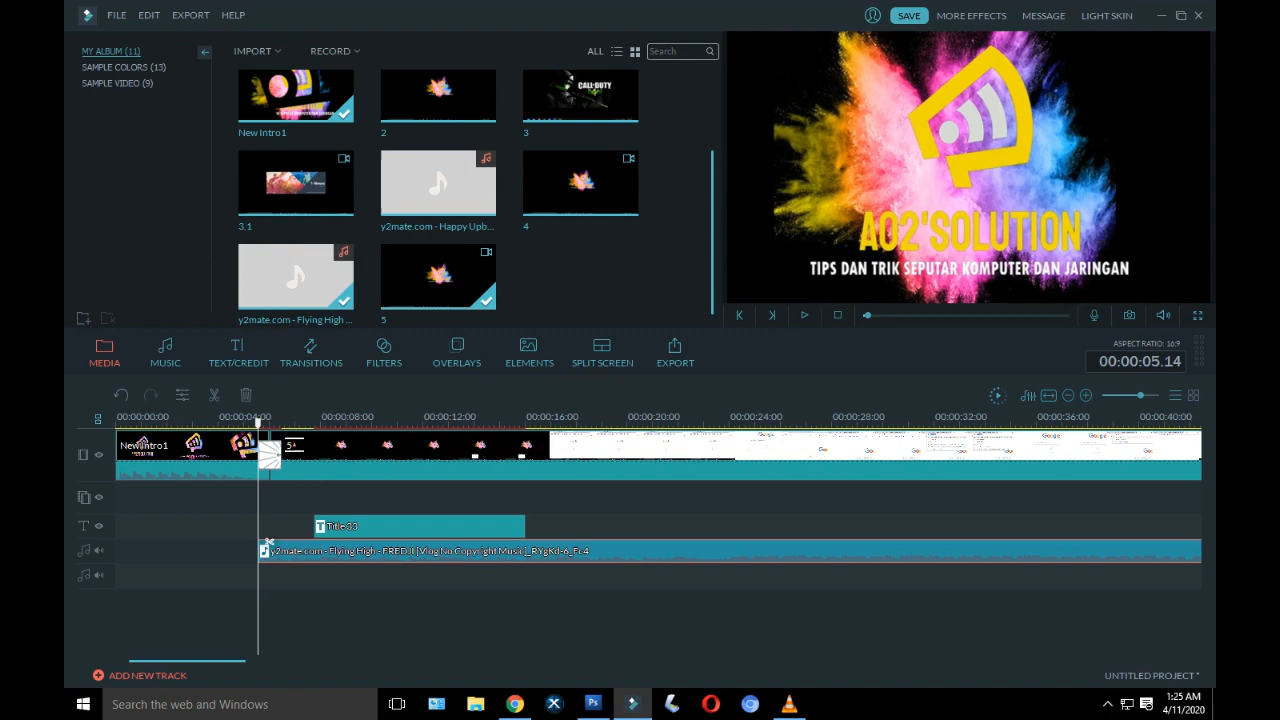 FILE EDIT EXPORT HELP
SAVE MORE EFFECTS MESSAGE LIGHT SKIN
MY ALBUM (11)
SAMPLE COLORS (13)
SAMPLE VIDEO (9)
IMPORT RECORD ALL Search
CALL DUTY
New Intro1 2 3
3.1 y2mate.com - Happy Upb... 4
y2mate.com - Flying High ... 5
A02'SOLUTION
TIPS DAN TRIK SEPUTAR KOMPUTER DAN JARINGAN
MEDIA MUSIC TEXT/CREDIT TRANSITIONS FILTERS OVERLAYS ELEMENTS SPLIT SCREEN EXPORT
ASPECT RATIO: 16:9
00:00:05.14
00:00:00:00 00:00:04:00 00:00:08:00 00:00:12:00 00:00:16:00 00:00:20:00 00:00:24:00 00:00:28:00 00:00:32:00 00:00:36:00 00:00:40:00
New Intro1
Title 33
y2mate.com - Flying High - FREDJI [Vlog No Copyright Music]_RYgKd-6_Ec4
ADD NEW TRACK UNTITLED PROJECT *
Search the web and Windows
1:25 AM
4/11/2020